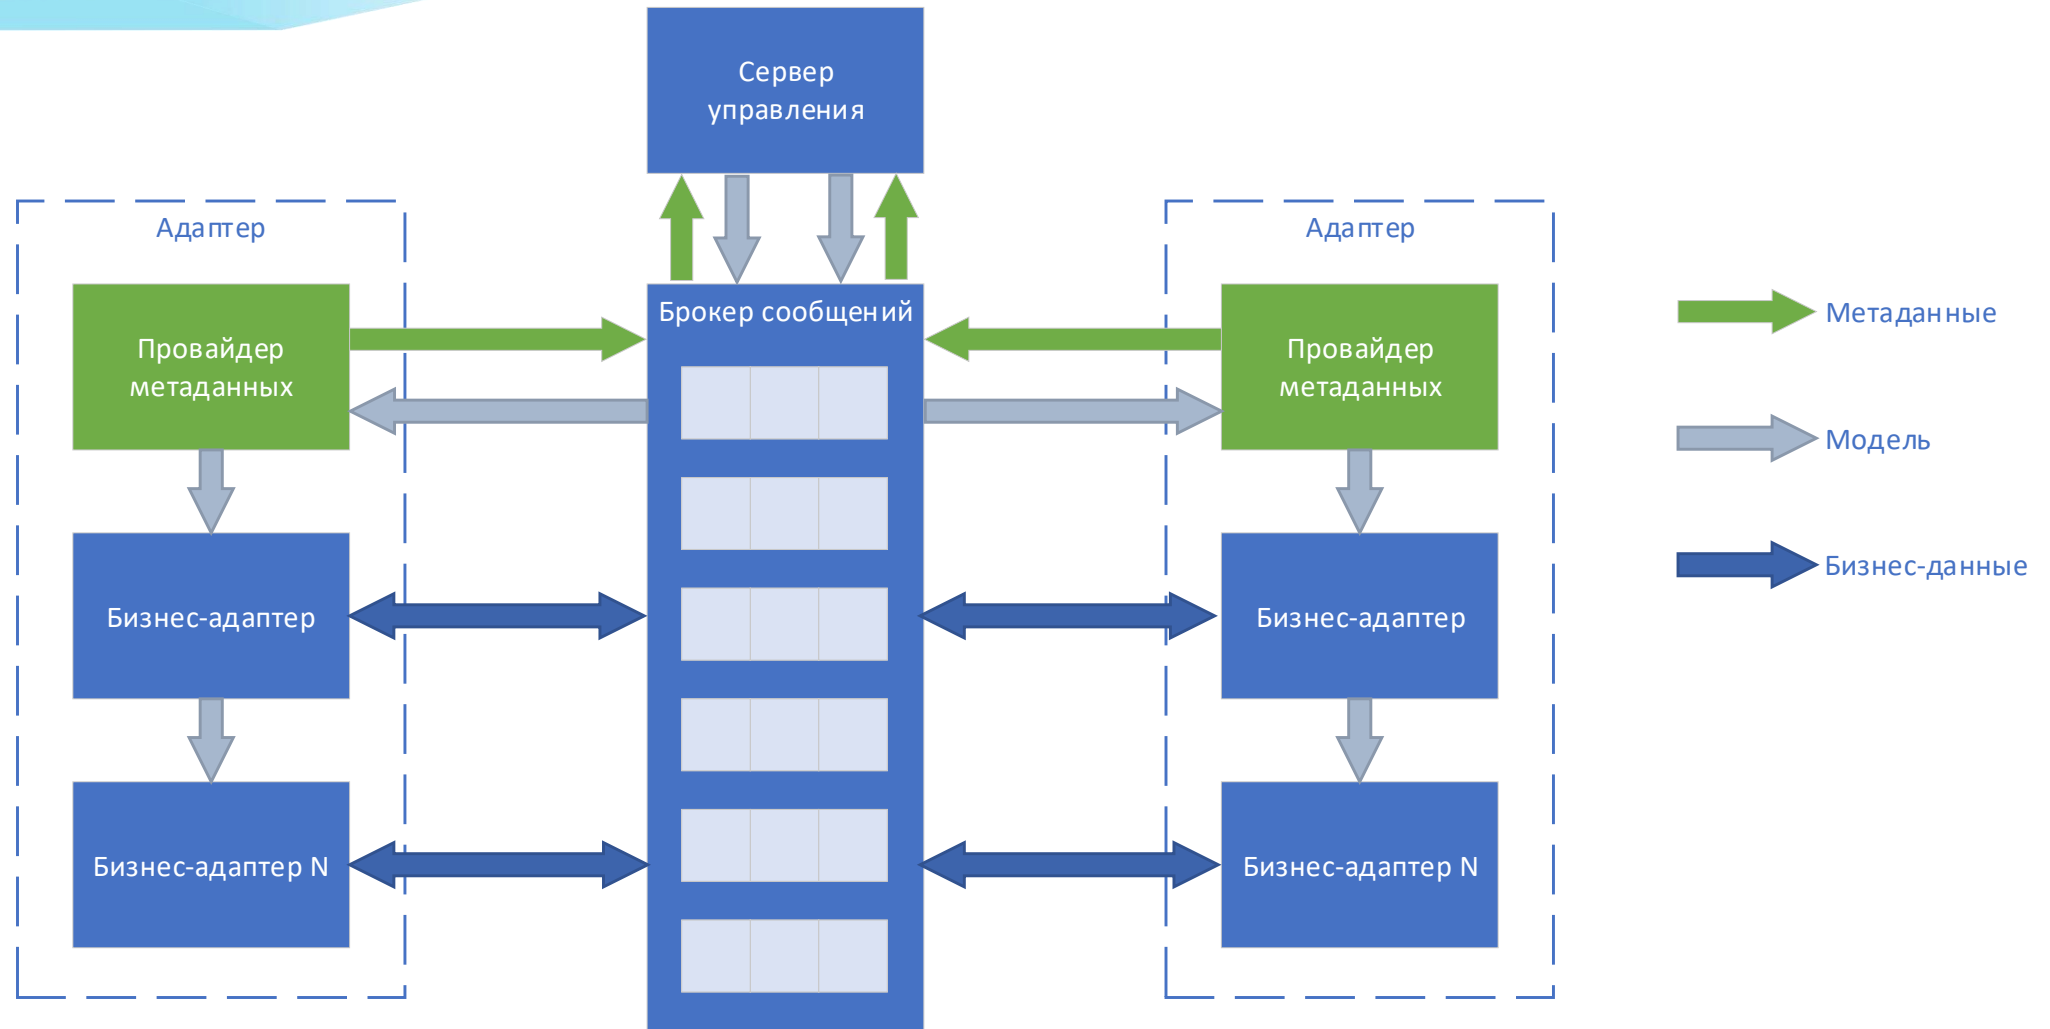 Сервер
управления
Адаптер
Провайдер
метаданных
Бизнес-адаптер
Бизнес-адаптер N
Брокер сообщений
Адаптер
Провайдер
метаданных
Бизнес-адаптер
Бизнес-адаптер N
Метаданные
Модель
Бизнес-данные